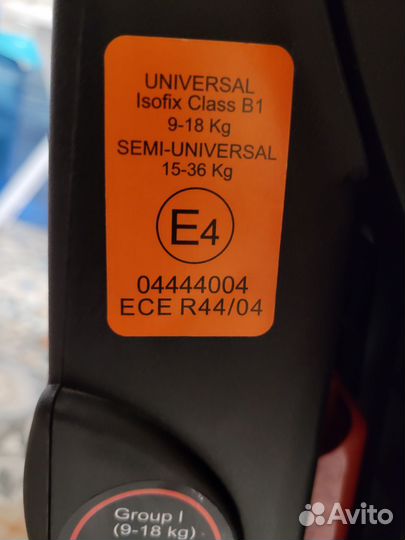 UNIVERSAL
Isofix Class B1
9-18 Kg
SEMI-UNIVERSAL
15-36 Kg
E4
04444004
ECE R44/04
Group I
(9-18 kg)
Avito